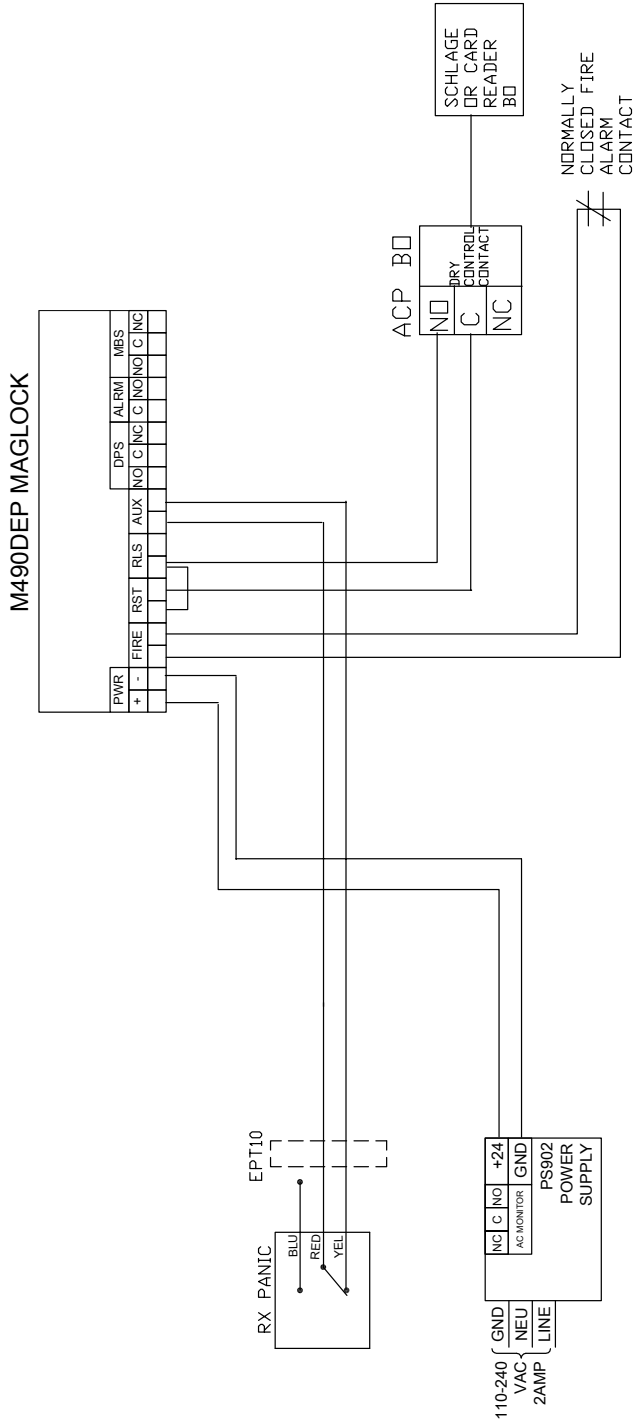 M490DEP MAGLOCK
PWR
+ -
FIRE
RST
RLS
AUX
DPS
NO C NC
ALRM
C NO
MBS
NO C NC
SCHLAGE
OR CARD
READER
BO
ACP BO
NO
C
NC
DRY
CONTROL
CONTACT
NORMALLY
CLOSED FIRE
ALARM
CONTACT
EPT10
RX PANIC
BLU
RED
YEL
NC C NO
+24
AC MONITOR
GND
PS902
POWER
SUPPLY
GND
NEU
LINE
110-240
VAC
2AMP